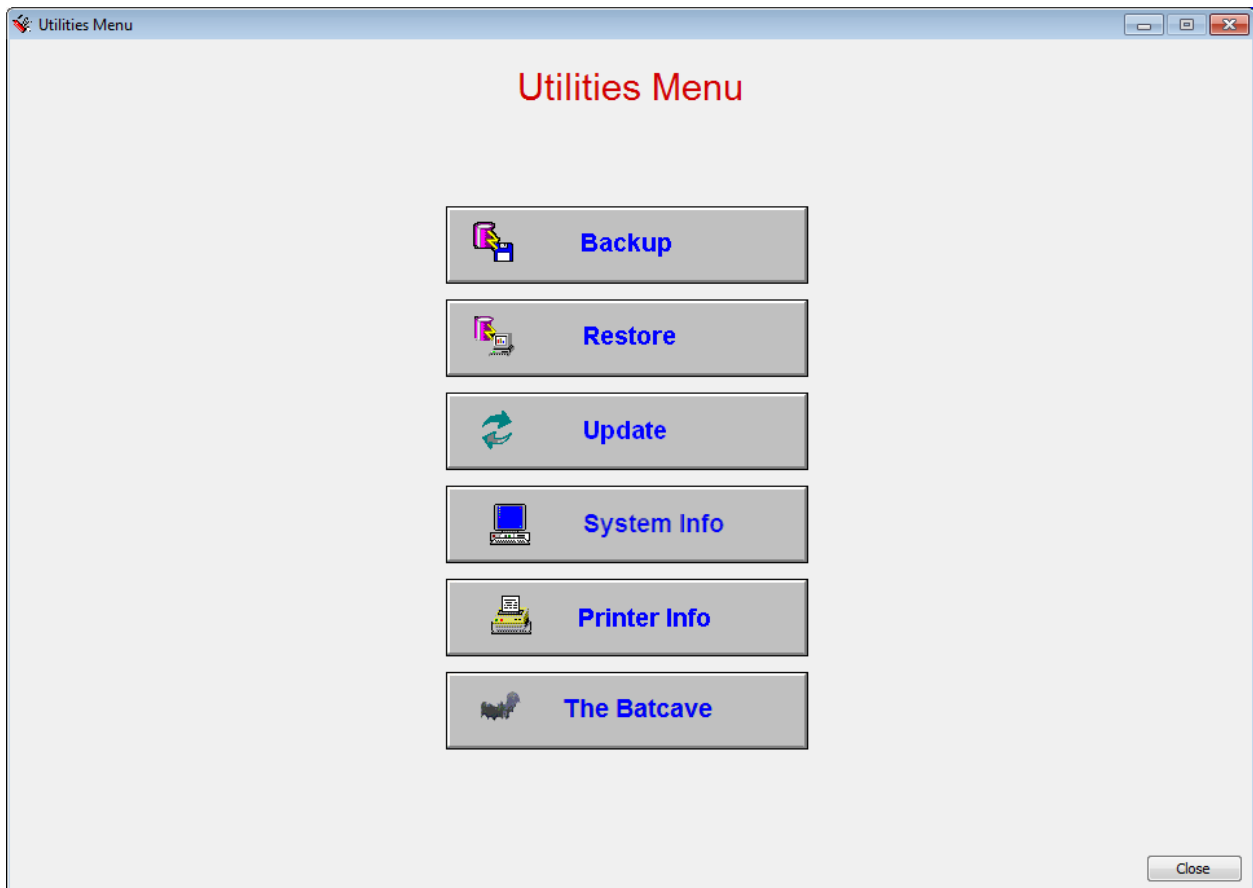 Utilities Menu
Utilities Menu
Backup
Restore
Update
System Info
Printer Info
The Batcave
Close